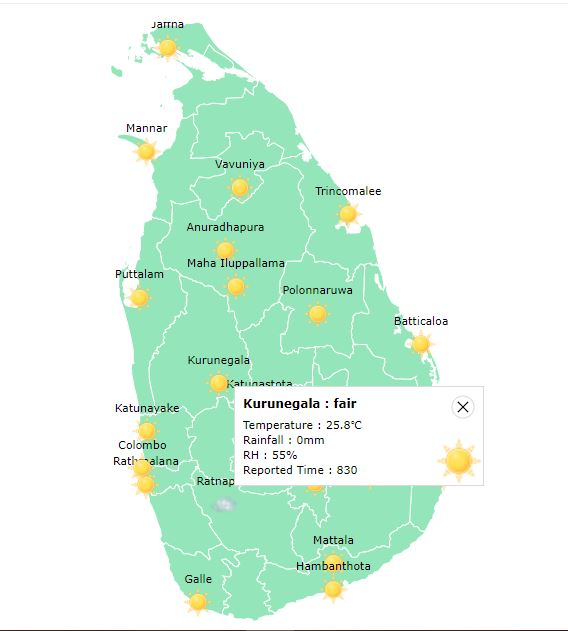 Jaffna
Mannar
Vavuniya
Trincomalee
Anuradhapura
Maha Iluppallama
Puttalam
Polonnaruwa
Batticaloa
Kurunegala
Katugastota
Kurunegala : fair
Temperature : 25.8℃
Rainfall : 0mm
RH : 55%
Reported Time : 830
Katunayake
Colombo
Rathmalana
Ratnap
Mattala
Hambanthota
Galle